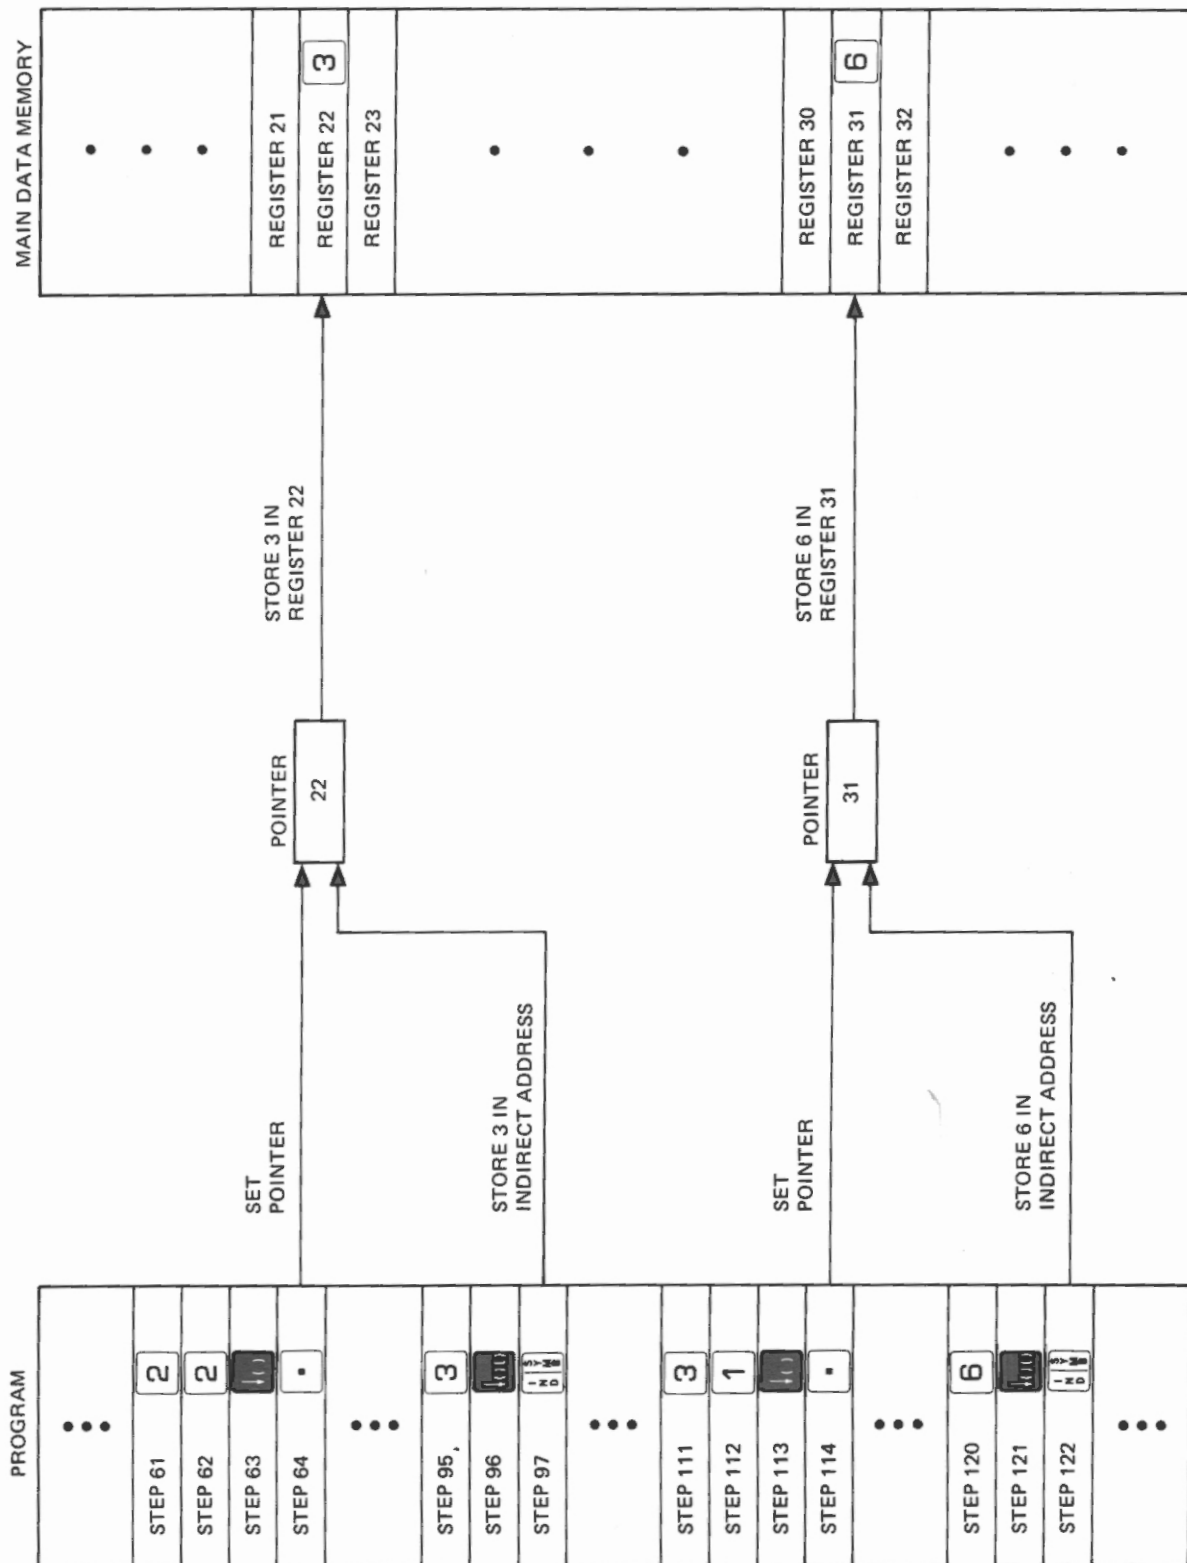 PROGRAM
STEP 61 2
STEP 62 2
STEP 63 ↓( )
STEP 64 .
STEP 95, 3
STEP 96
STEP 97 IND SYMB
STEP 111 3
STEP 112 1
STEP 113 ↓( )
STEP 114 .
STEP 120 6
STEP 121
STEP 122 IND SYMB
SET
POINTER
STORE 3 IN
INDIRECT ADDRESS
SET
POINTER
STORE 6 IN
INDIRECT ADDRESS
POINTER
22
POINTER
31
STORE 3 IN
REGISTER 22
STORE 6 IN
REGISTER 31
MAIN DATA MEMORY
REGISTER 21
REGISTER 22 3
REGISTER 23
REGISTER 30
REGISTER 31 6
REGISTER 32